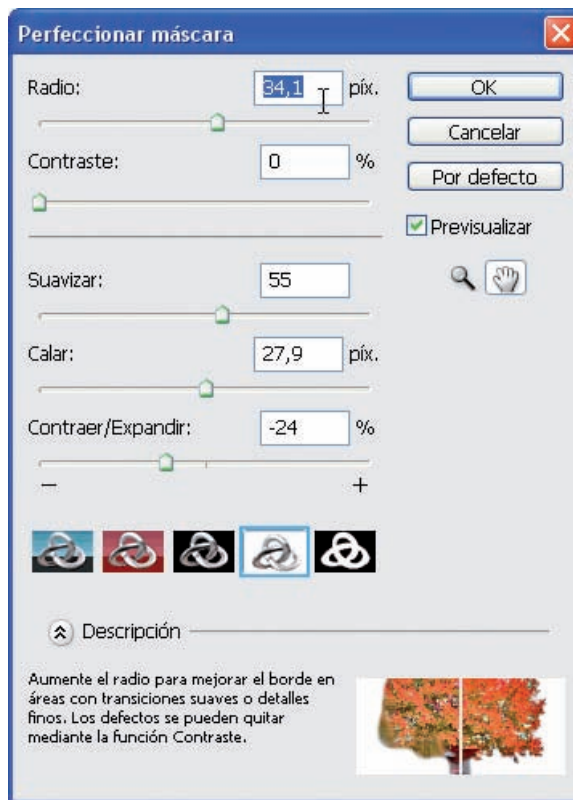 Perfeccionar máscara
Radio: 34,1 píx.
OK
Cancelar
Contraste: 0 %
Por defecto
Previsualizar
Suavizar: 55
Calar: 27,9 píx.
Contraer/Expandir: -24 %
− +
Descripción
Aumente el radio para mejorar el borde en
áreas con transiciones suaves o detalles
finos. Los defectos se pueden quitar
mediante la función Contraste.